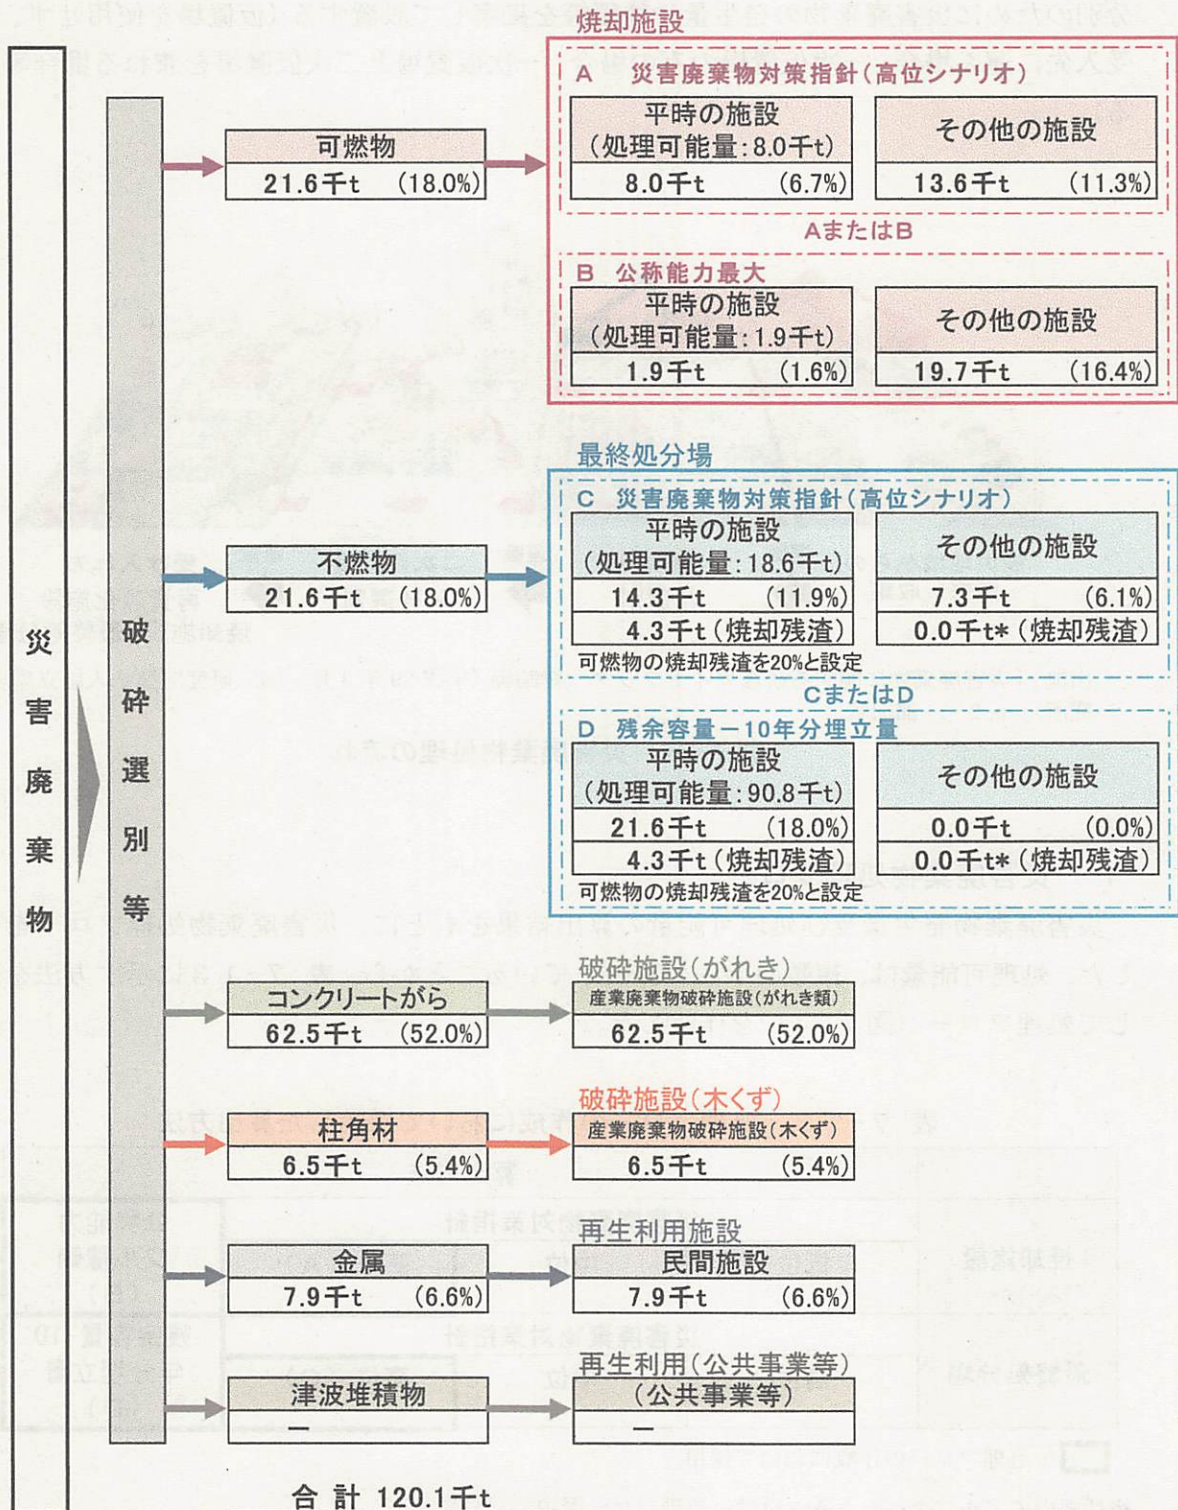 焼却施設
A 災害廃棄物対策指針(高位シナリオ)
平時の施設
(処理可能量:8.0千t)
8.0千t (6.7%)
その他の施設
13.6千t (11.3%)
AまたはB
B 公称能力最大
平時の施設
(処理可能量:1.9千t)
1.9千t (1.6%)
その他の施設
19.7千t (16.4%)
可燃物
21.6千t (18.0%)
最終処分場
C 災害廃棄物対策指針(高位シナリオ)
平時の施設
(処理可能量:18.6千t)
14.3千t (11.9%)
4.3千t(焼却残渣)
その他の施設
7.3千t (6.1%)
0.0千t*(焼却残渣)
可燃物の焼却残渣を20%と設定
CまたはD
D 残余容量-10年分埋立量
平時の施設
(処理可能量:90.8千t)
21.6千t (18.0%)
4.3千t(焼却残渣)
その他の施設
0.0千t (0.0%)
0.0千t*(焼却残渣)
可燃物の焼却残渣を20%と設定
不燃物
21.6千t (18.0%)
災害廃棄物
破砕選別等
コンクリートがら
62.5千t (52.0%)
破砕施設(がれき)
産業廃棄物破砕施設(がれき類)
62.5千t (52.0%)
柱角材
6.5千t (5.4%)
破砕施設(木くず)
産業廃棄物破砕施設(木くず)
6.5千t (5.4%)
金属
7.9千t (6.6%)
再生利用施設
民間施設
7.9千t (6.6%)
津波堆積物
—
再生利用(公共事業等)
(公共事業等)
—
合計 120.1千t